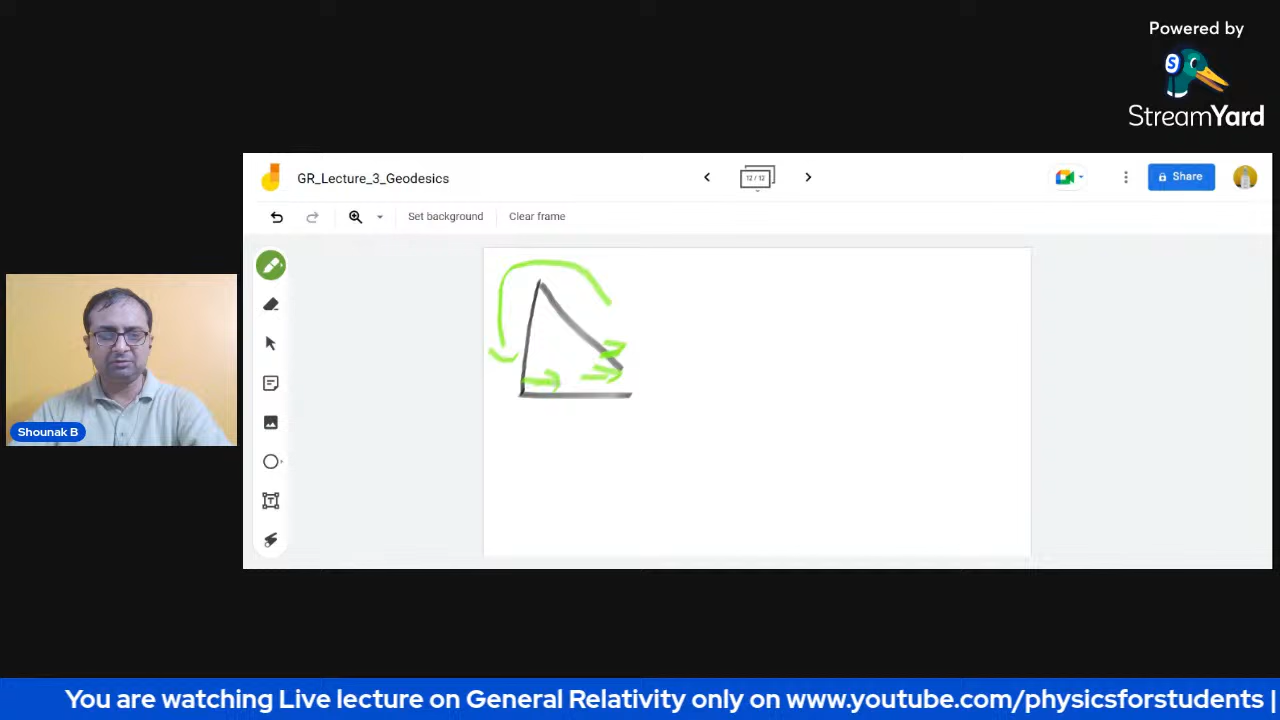 Powered by
S
StreamYard
GR_Lecture_3_Geodesics
12 / 12
Share
Set background
Clear frame
T
Shounak B
You are watching Live lecture on General Relativity only on www.youtube.com/physicsforstudents |